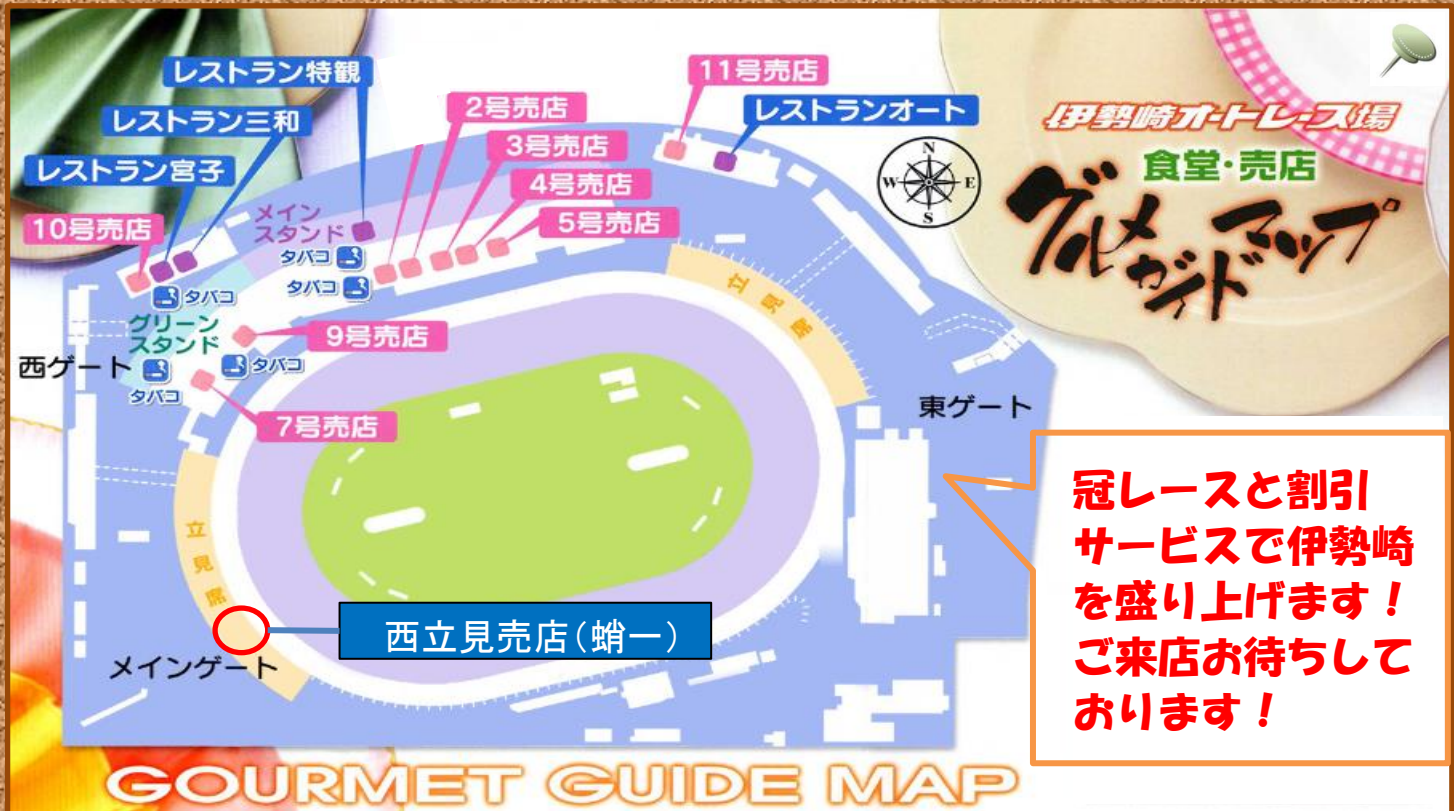 伊勢崎オートレース場
食堂・売店
グルメ
ガイド
マップ
レストラン特観
レストラン三和
レストラン宮子
10号売店
2号売店
3号売店
4号売店
5号売店
11号売店
レストランオート
N
W
E
S
メイン
スタンド
タバコ
タバコ
タバコ
グリーン
スタンド
9号売店
西ゲート
タバコ
タバコ
7号売店
立見席
東ゲート
立見席
西立見売店（蛸一）
メインゲート
冠レースと割引
サービスで伊勢崎
を盛り上げます！
ご来店お待ちして
おります！
GOURMET GUIDE MAP